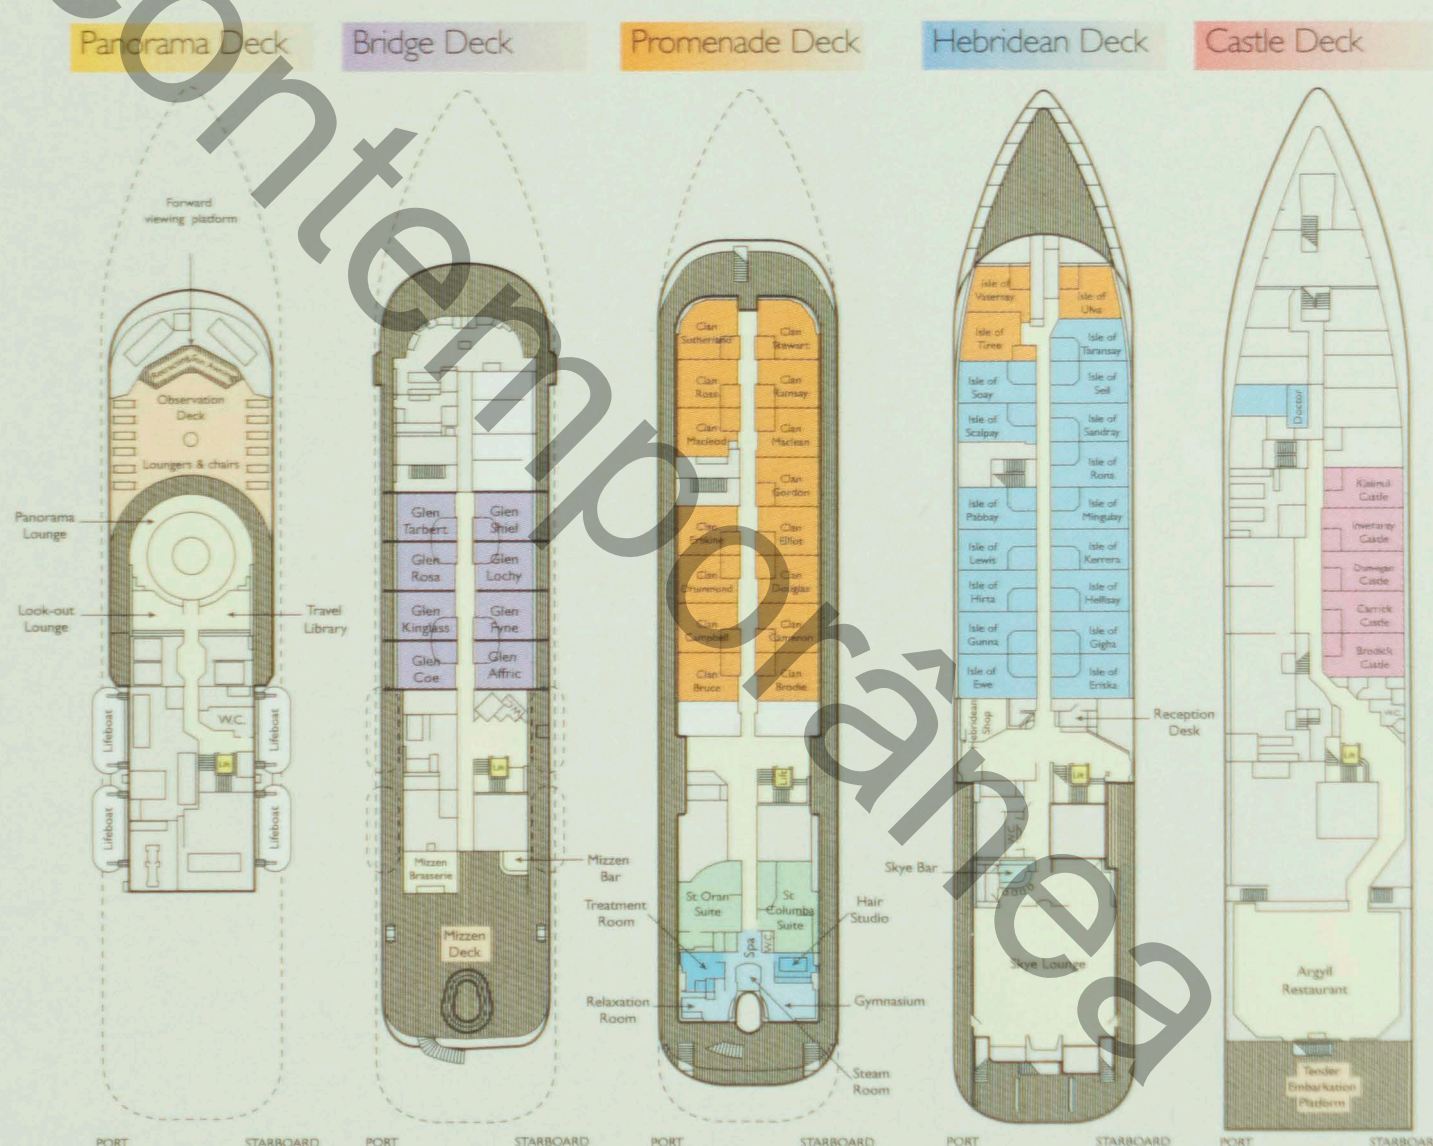 Panorama Deck
Bridge Deck
Promenade Deck
Hebridean Deck
Castle Deck
Forward
viewing platform
Observation
Deck
Loungers & chairs
Panorama
Lounge
Look-out
Lounge
Travel
Library
W.C.
Lift
Lifeboat
Lifeboat
Lifeboat
Lifeboat
PORT
STARBOARD
Glen
Tarbert
Glen
Shiel
Glen
Rosa
Glen
Lochy
Glen
Kinglass
Glen
Fyne
Glen
Coe
Glen
Affric
Lift
Mizzen
Brasserie
Mizzen
Bar
Mizzen
Deck
PORT
STARBOARD
Clan
Sutherland
Clan
Stewart
Clan
Ross
Clan
Ramsay
Clan
Macleod
Clan
Maclean
Clan
Gordon
Clan
Erskine
Clan
Elliot
Clan
Drummond
Clan
Douglas
Clan
Campbell
Clan
Cameron
Clan
Bruce
Clan
Brodie
Lift
St Oran
Suite
St
Columba
Suite
Treatment
Room
Hair
Studio
Spa
W.C.
Relaxation
Room
Gymnasium
Steam
Room
PORT
STARBOARD
Isle of
Vatersay
Isle of
Ulva
Isle of
Tiree
Isle of
Taransay
Isle of
Soay
Isle of
Seil
Isle of
Scalpay
Isle of
Sandray
Isle of
Rona
Isle of
Pabbay
Isle of
Mingulay
Isle of
Lewis
Isle of
Kerrera
Isle of
Hirta
Isle of
Hellisay
Isle of
Gunna
Isle of
Gigha
Isle of
Ewe
Isle of
Eriska
Hebridean
Shop
Reception
Desk
Lift
W.C.
Skye Bar
Skye Lounge
PORT
STARBOARD
Doctor
Kisimul
Castle
Inveraray
Castle
Dunvegan
Castle
Carrick
Castle
Brodick
Castle
W.C.
Lift
Argyll
Restaurant
Tender
Embarkation
Platform
PORT
STARBOARD
contemporânea